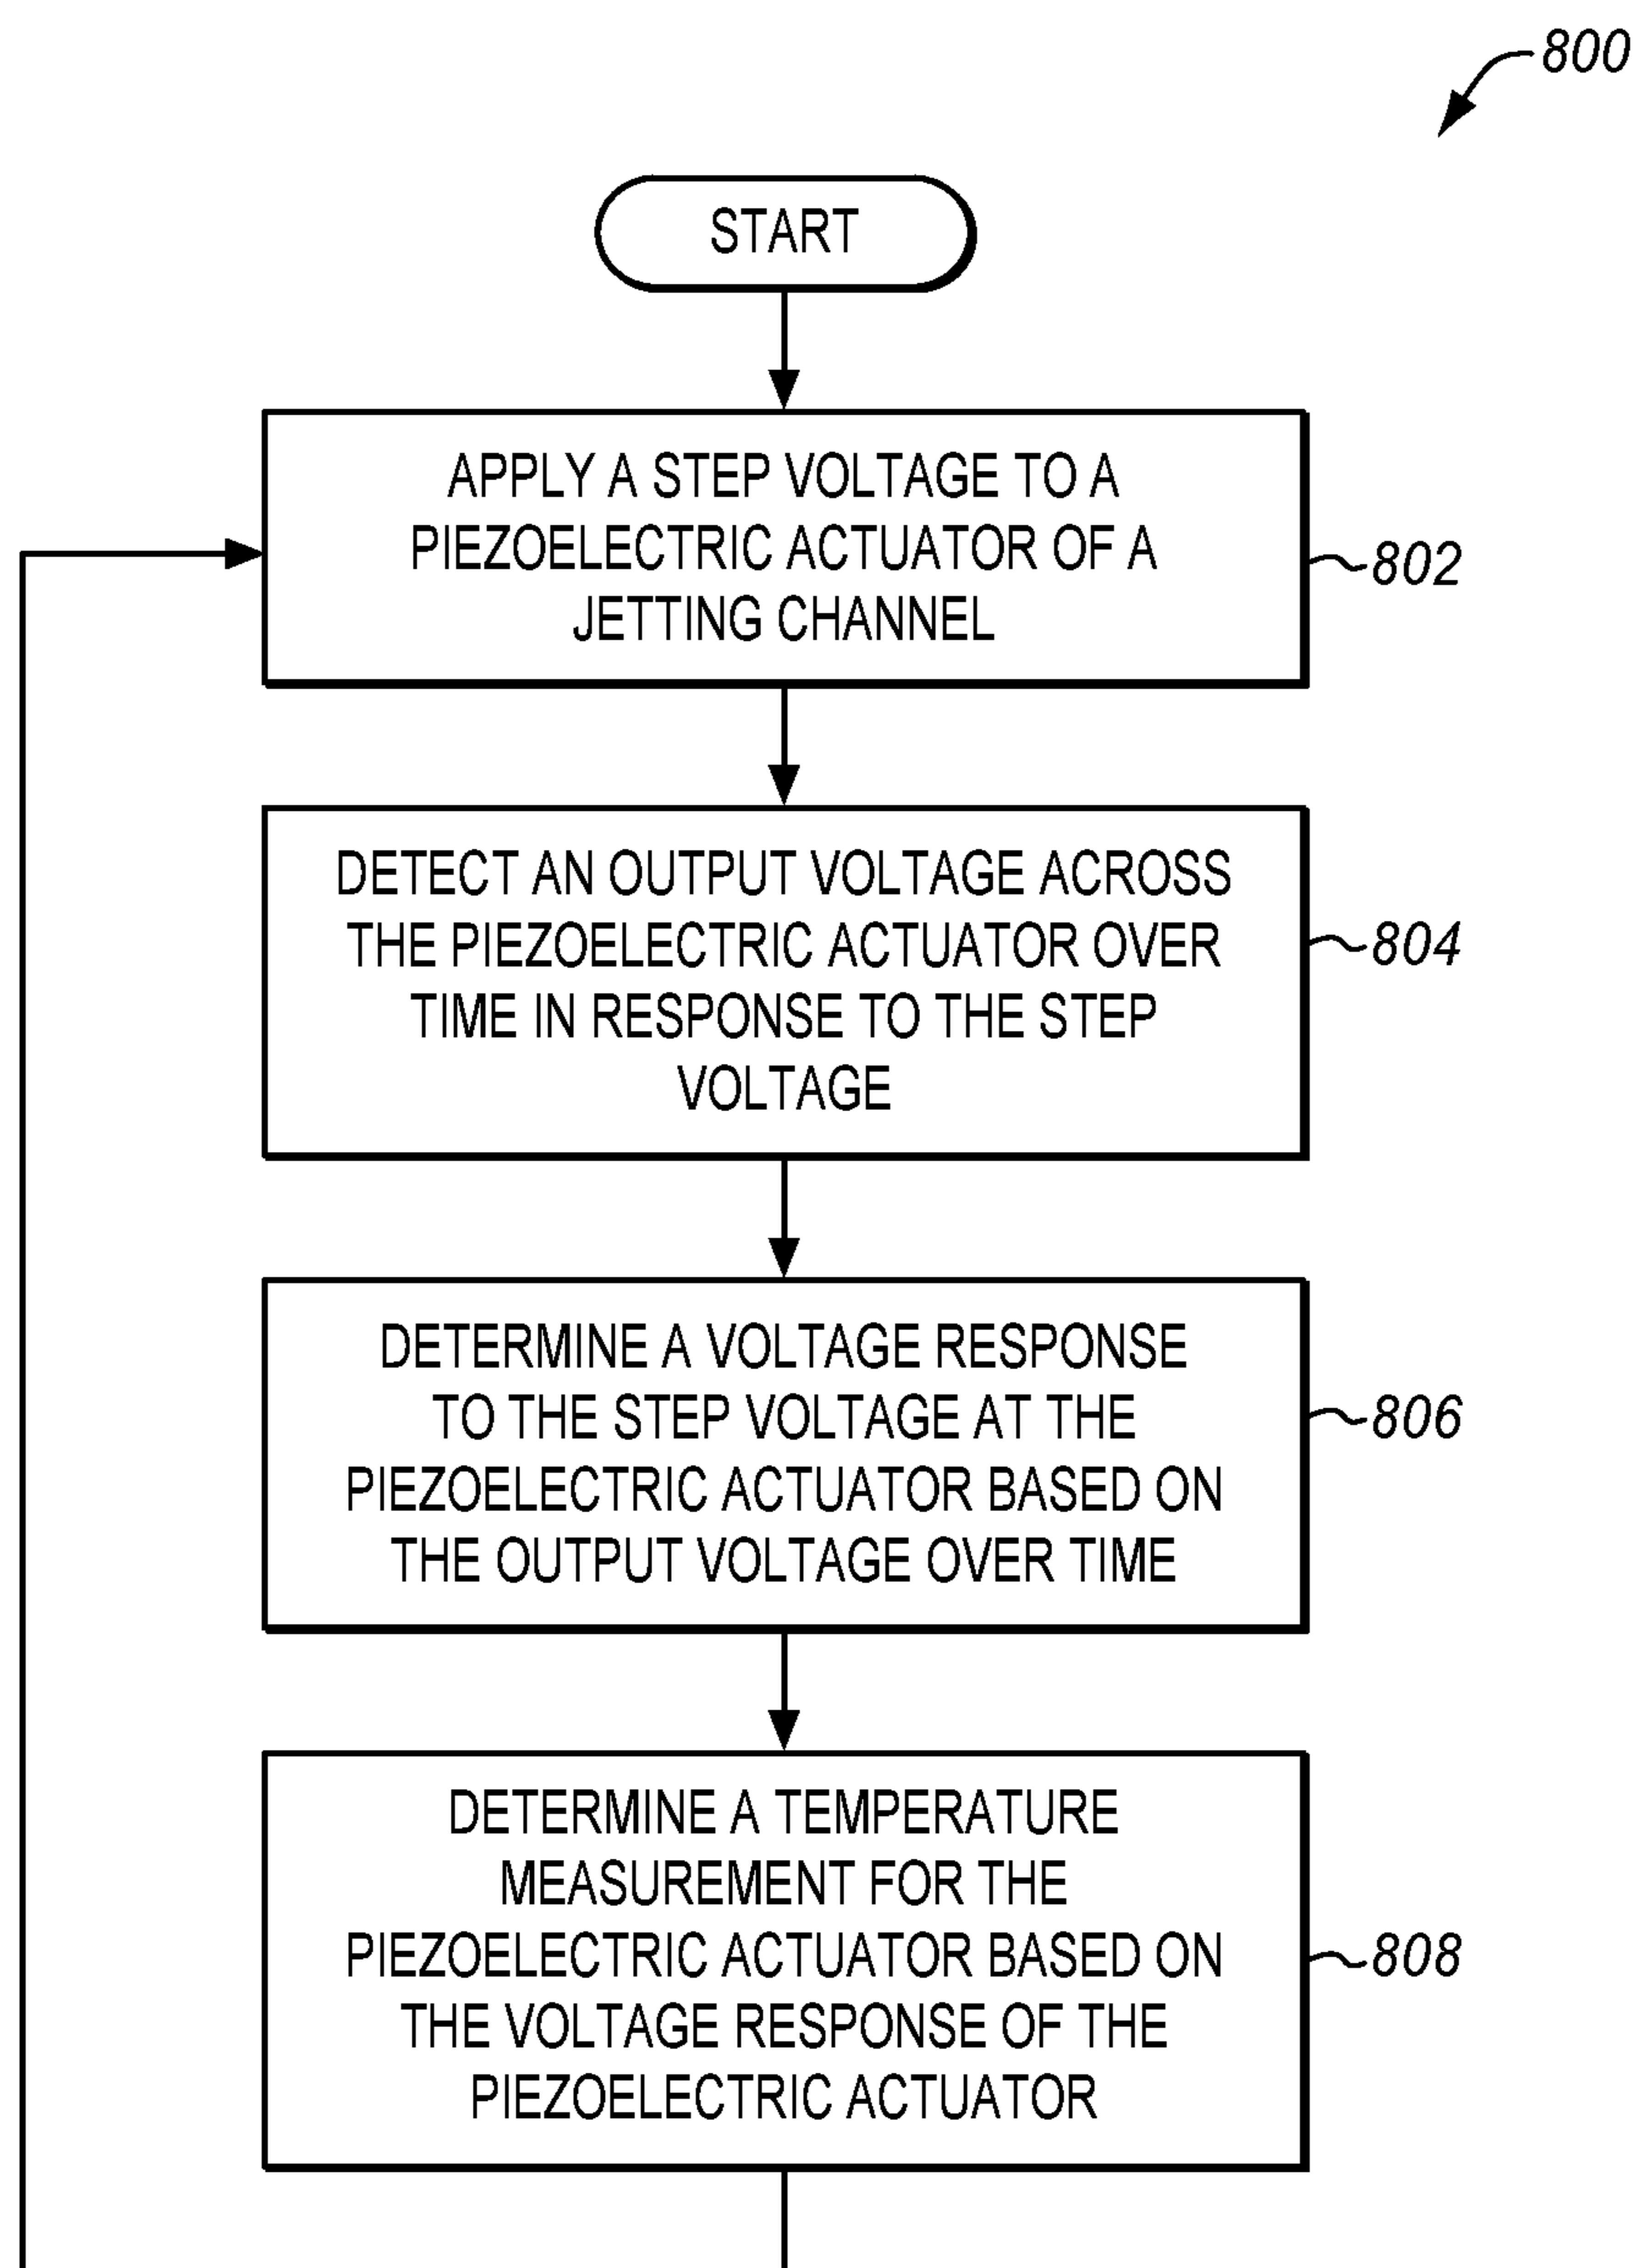 800
START
APPLY A STEP VOLTAGE TO A
PIEZOELECTRIC ACTUATOR OF A
JETTING CHANNEL
802
DETECT AN OUTPUT VOLTAGE ACROSS
THE PIEZOELECTRIC ACTUATOR OVER
TIME IN RESPONSE TO THE STEP
VOLTAGE
804
DETERMINE A VOLTAGE RESPONSE
TO THE STEP VOLTAGE AT THE
PIEZOELECTRIC ACTUATOR BASED ON
THE OUTPUT VOLTAGE OVER TIME
806
DETERMINE A TEMPERATURE
MEASUREMENT FOR THE
PIEZOELECTRIC ACTUATOR BASED ON
THE VOLTAGE RESPONSE OF THE
PIEZOELECTRIC ACTUATOR
808